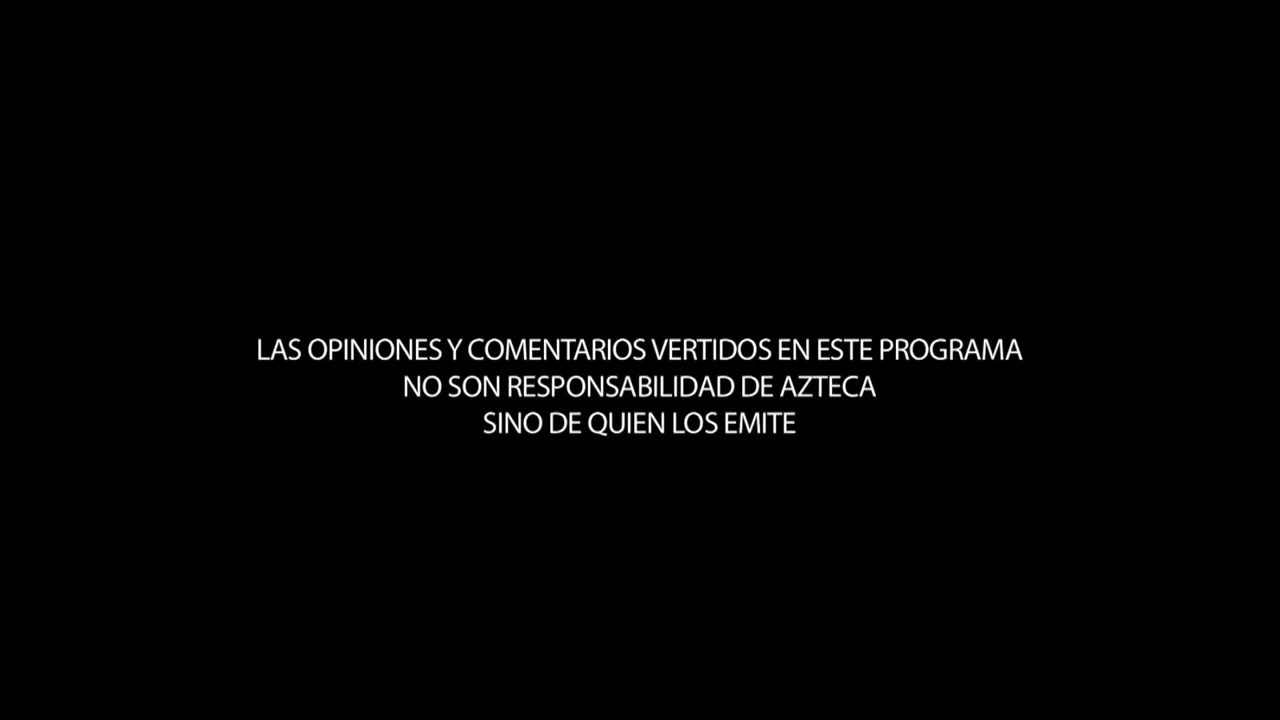 LAS OPINIONES Y COMENTARIOS VERTIDOS EN ESTE PROGRAMA
NO SON RESPONSABILIDAD DE AZTECA
SINO DE QUIEN LOS EMITE